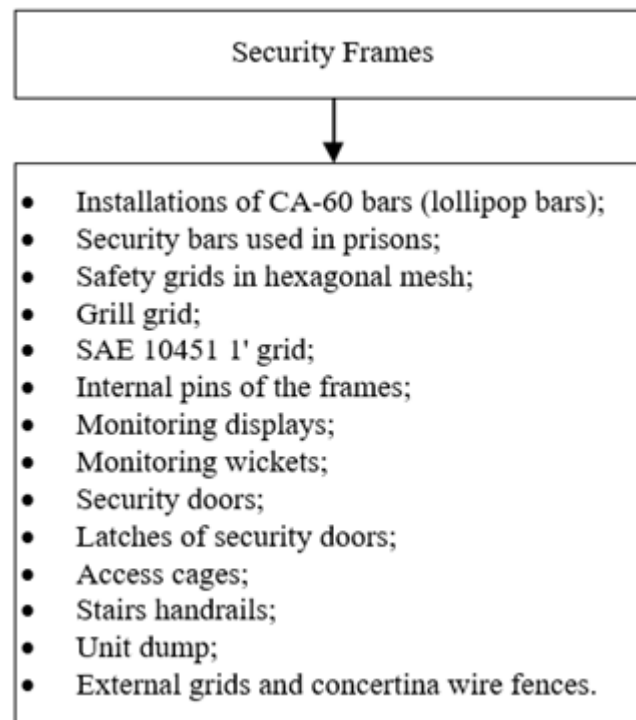 Security Frames
• Installations of CA-60 bars (lollipop bars);
• Security bars used in prisons;
• Safety grids in hexagonal mesh;
• Grill grid;
• SAE 10451 1' grid;
• Internal pins of the frames;
• Monitoring displays;
• Monitoring wickets;
• Security doors;
• Latches of security doors;
• Access cages;
• Stairs handrails;
• Unit dump;
• External grids and concertina wire fences.